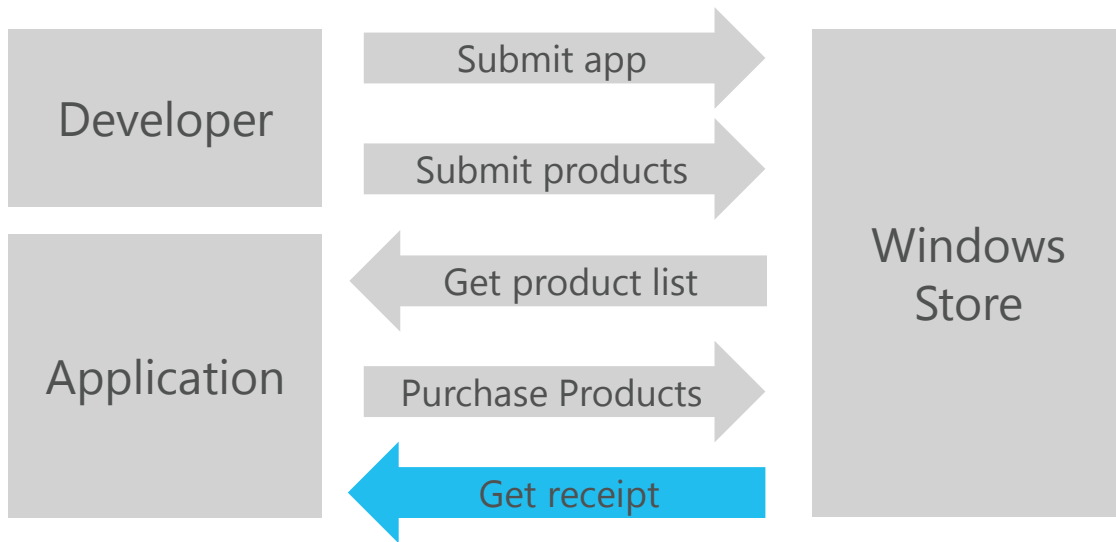 Developer
Submit app
Submit products
Application
Get product list
Purchase Products
Get receipt
Windows
Store